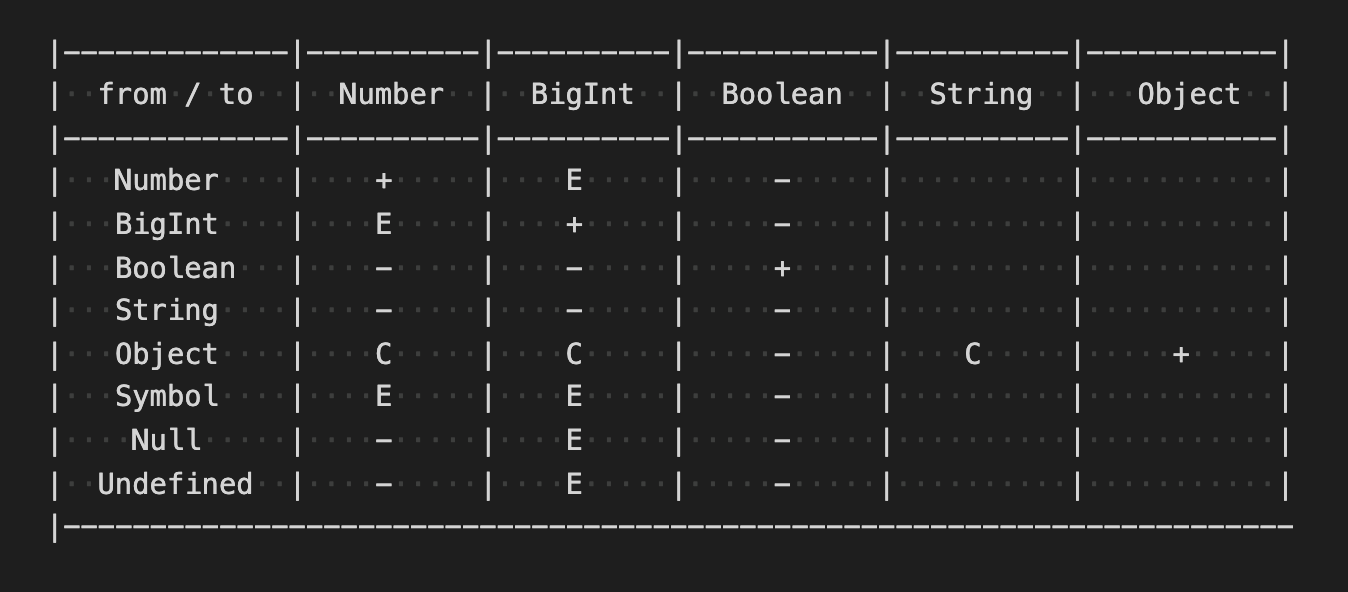 |-------------|----------|----------|-----------|----------|-----------|
|  from / to  |  Number  |  BigInt  |  Boolean  |  String  |   Object  |
|-------------|----------|----------|-----------|----------|-----------|
|   Number    |    +     |    E     |     -     |          |           |
|   BigInt    |    E     |    +     |     -     |          |           |
|   Boolean   |    -     |    -     |     +     |          |           |
|   String    |    -     |    -     |     -     |          |           |
|   Object    |    C     |    C     |     -     |    C     |     +     |
|   Symbol    |    E     |    E     |     -     |          |           |
|    Null     |    -     |    E     |     -     |          |           |
|  Undefined  |    -     |    E     |     -     |          |           |
|-----------------------------------------------------------------------